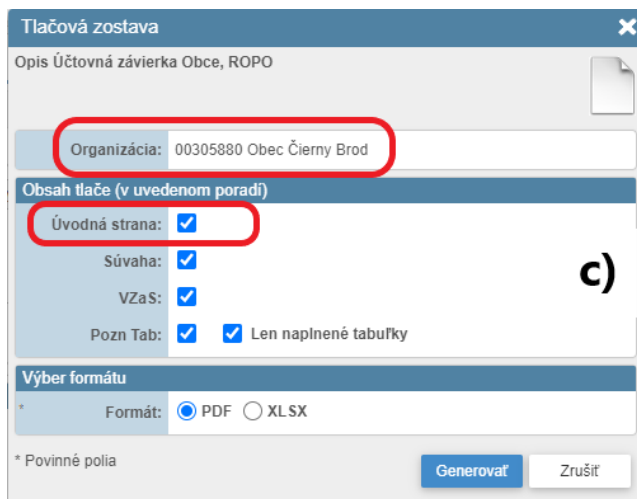 Tlačová zostava
Opis Účtovná závierka Obce, ROPO
Organizácia: 00305880 Obec Čierny Brod
Obsah tlače (v uvedenom poradí)
Úvodná strana:
Súvaha:
c)
VZaS:
Pozn Tab: Len naplnené tabuľky
Výber formátu
* Formát: PDF XLSX
* Povinné polia
Generovať Zrušiť